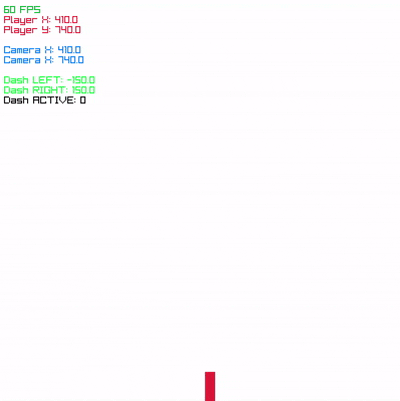 60 FPS
Player X: 410.0
Player Y: 740.0
Camera X: 410.0
Camera X: 740.0
Dash LEFT: -150.0
Dash RIGHT: 150.0
Dash ACTIVE: 0